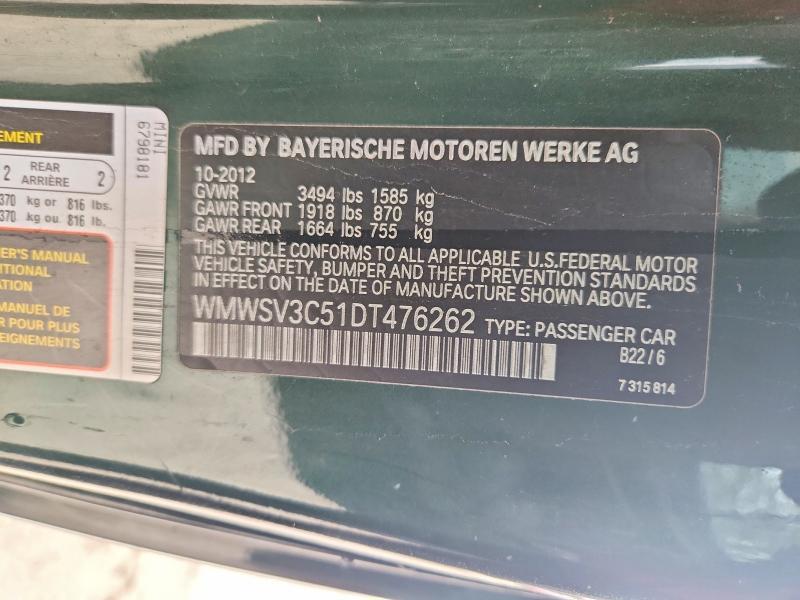 EMENT
2 REAR
ARRIÈRE 2
370 kg or 816 lbs.
370 kg ou 816 lb.
ER'S MANUAL
ITIONAL
ATION
MANUEL DE
R POUR PLUS
EIGNEMENTS
MINI
6798181
MFD BY BAYERISCHE MOTOREN WERKE AG
10-2012
GVWR 3494 lbs 1585 kg
GAWR FRONT 1918 lbs 870 kg
GAWR REAR 1664 lbs 755 kg
THIS VEHICLE CONFORMS TO ALL APPLICABLE U.S.FEDERAL MOTOR
VEHICLE SAFETY, BUMPER AND THEFT PREVENTION STANDARDS
IN EFFECT ON THE DATE OF MANUFACTURE SHOWN ABOVE.
WMWSV3C51DT476262 TYPE: PASSENGER CAR
B22/6
7315814